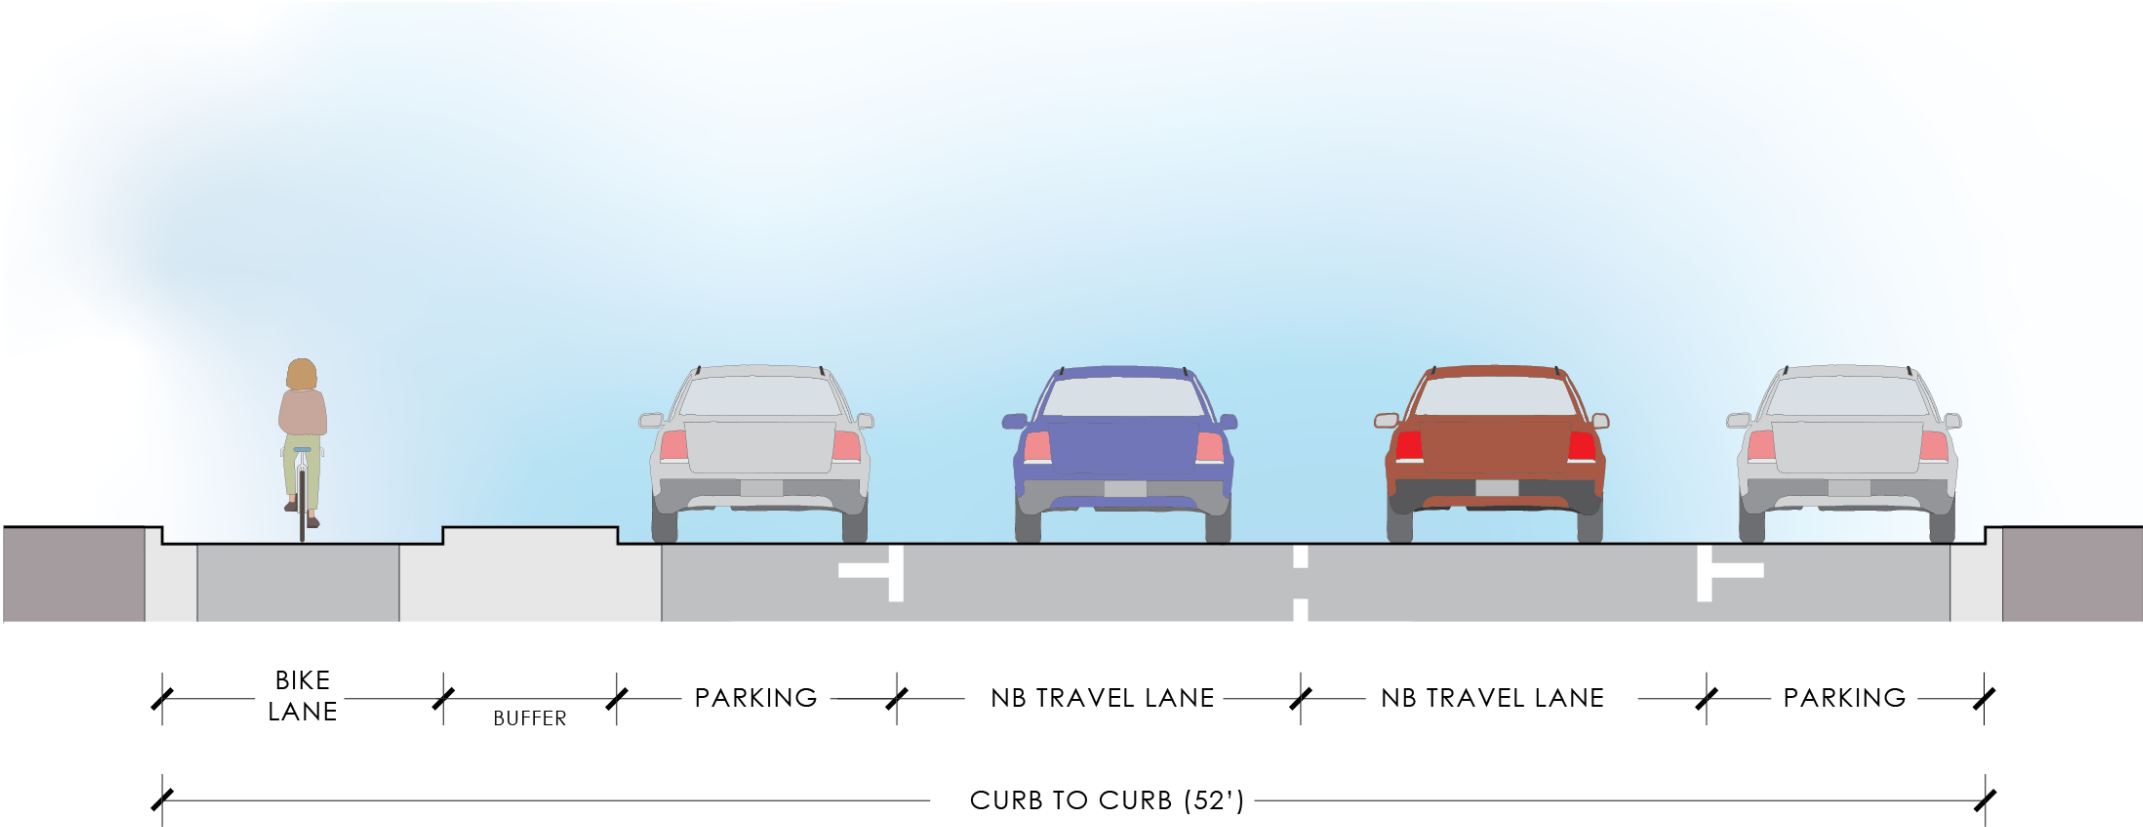 BIKE
LANE
BUFFER
PARKING
NB TRAVEL LANE
NB TRAVEL LANE
PARKING
CURB TO CURB (52’)